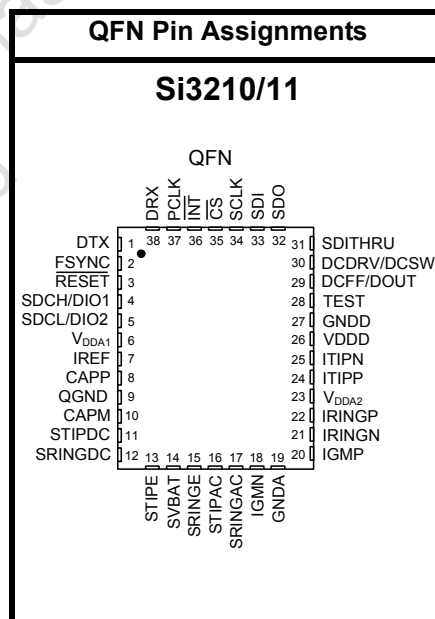 QFN Pin Assignments
Si3210/11
QFN
DRX
PCLK
INT
CS
SCLK
SDI
SDO
38 37 36 35 34 33 32
DTX 1
FSYNC 2
RESET 3
SDCH/DIO1 4
SDCL/DIO2 5
VDDA1 6
IREF 7
CAPP 8
QGND 9
CAPM 10
STIPDC 11
SRINGDC 12
31 SDITHRU
30 DCDRV/DCSW
29 DCFF/DOUT
28 TEST
27 GNDD
26 VDDD
25 ITIPN
24 ITIPP
23 VDDA2
22 IRINGP
21 IRINGN
20 IGMP
13 14 15 16 17 18 19
STIPE
SVBAT
SRINGE
STIPAC
SRINGAC
IGMN
GNDA